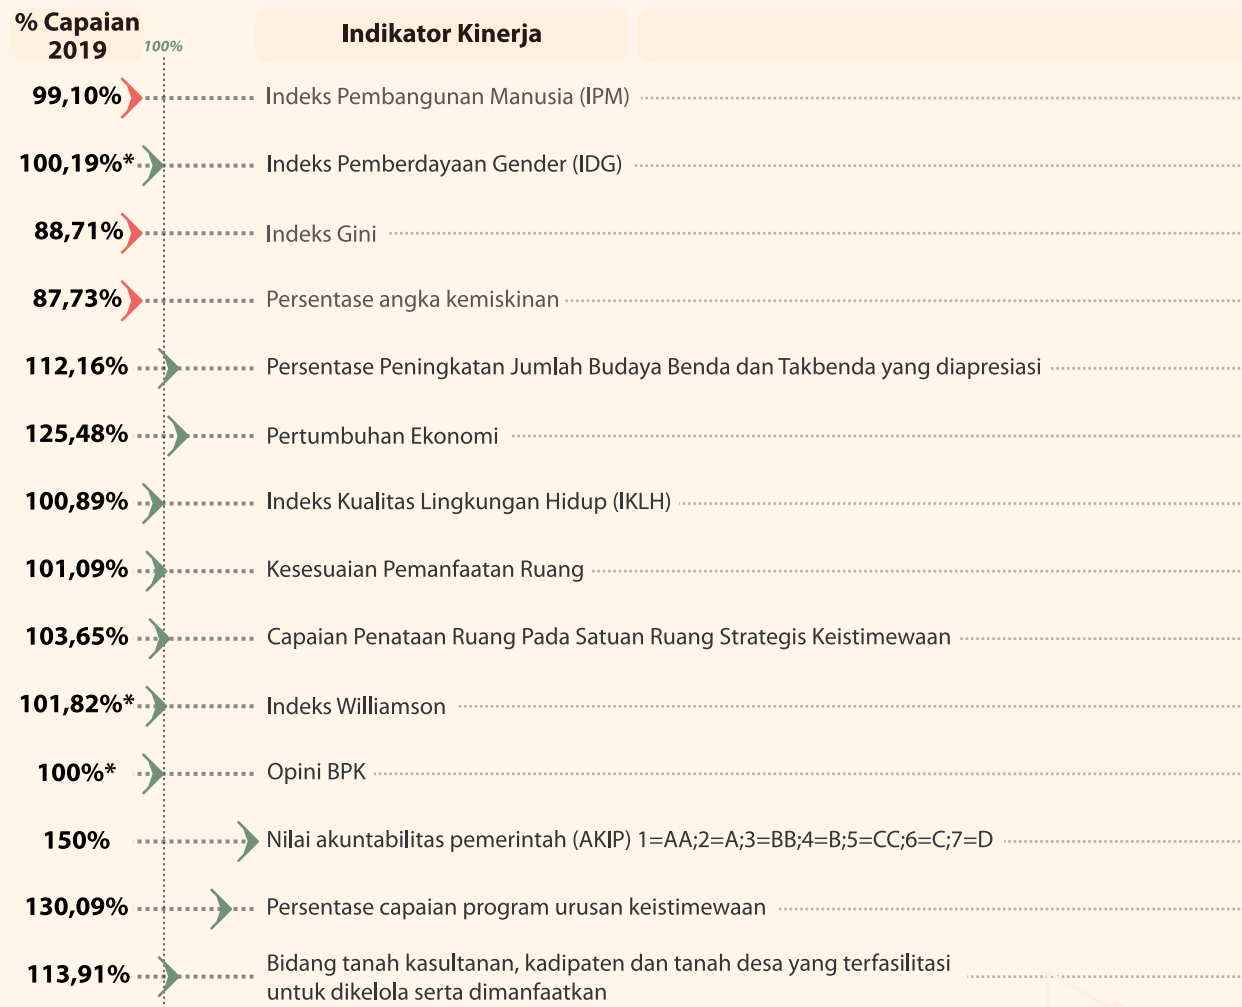 % Capaian
2019
100%
Indikator Kinerja
99,10% Indeks Pembangunan Manusia (IPM)
100,19%* Indeks Pemberdayaan Gender (IDG)
88,71% Indeks Gini
87,73% Persentase angka kemiskinan
112,16% Persentase Peningkatan Jumlah Budaya Benda dan Takbenda yang diapresiasi
125,48% Pertumbuhan Ekonomi
100,89% Indeks Kualitas Lingkungan Hidup (IKLH)
101,09% Kesesuaian Pemanfaatan Ruang
103,65% Capaian Penataan Ruang Pada Satuan Ruang Strategis Keistimewaan
101,82%* Indeks Williamson
100%* Opini BPK
150% Nilai akuntabilitas pemerintah (AKIP) 1=AA;2=A;3=BB;4=B;5=CC;6=C;7=D
130,09% Persentase capaian program urusan keistimewaan
113,91% Bidang tanah kasultanan, kadipaten dan tanah desa yang terfasilitasi
untuk dikelola serta dimanfaatkan